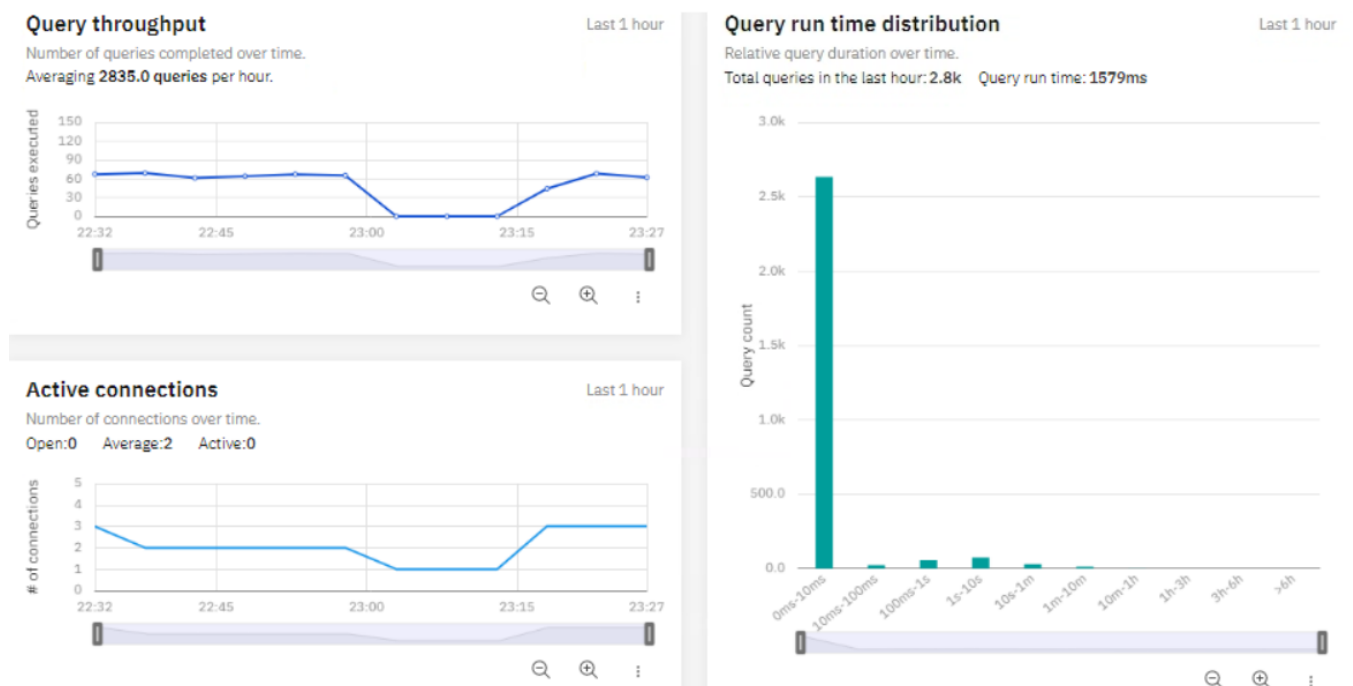 Query throughput
Last 1 hour
Number of queries completed over time.
Averaging 2835.0 queries per hour.
Queries executed
150
120
90
60
30
0
22:32
22:45
23:00
23:15
23:27
Active connections
Last 1 hour
Number of connections over time.
Open:0 Average:2 Active:0
# of connections
5
4
3
2
1
0
22:32
22:45
23:00
23:15
23:27
Query run time distribution
Last 1 hour
Relative query duration over time.
Total queries in the last hour: 2.8k Query run time: 1579ms
Query count
3.0k
2.5k
2.0k
1.5k
1.0k
500.0
0.0
0ms-10ms
10ms-100ms
100ms-1s
1s-10s
10s-1m
1m-10m
10m-1h
1h-3h
3h-6h
>6h